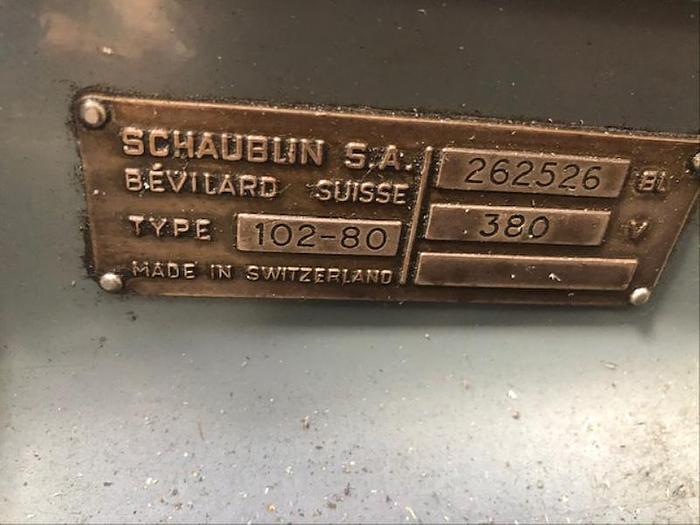 SCHAUBLIN S.A.
BÉVILARD SUISSE
TYPE 102-80
MADE IN SWITZERLAND
262526 BL
380 V